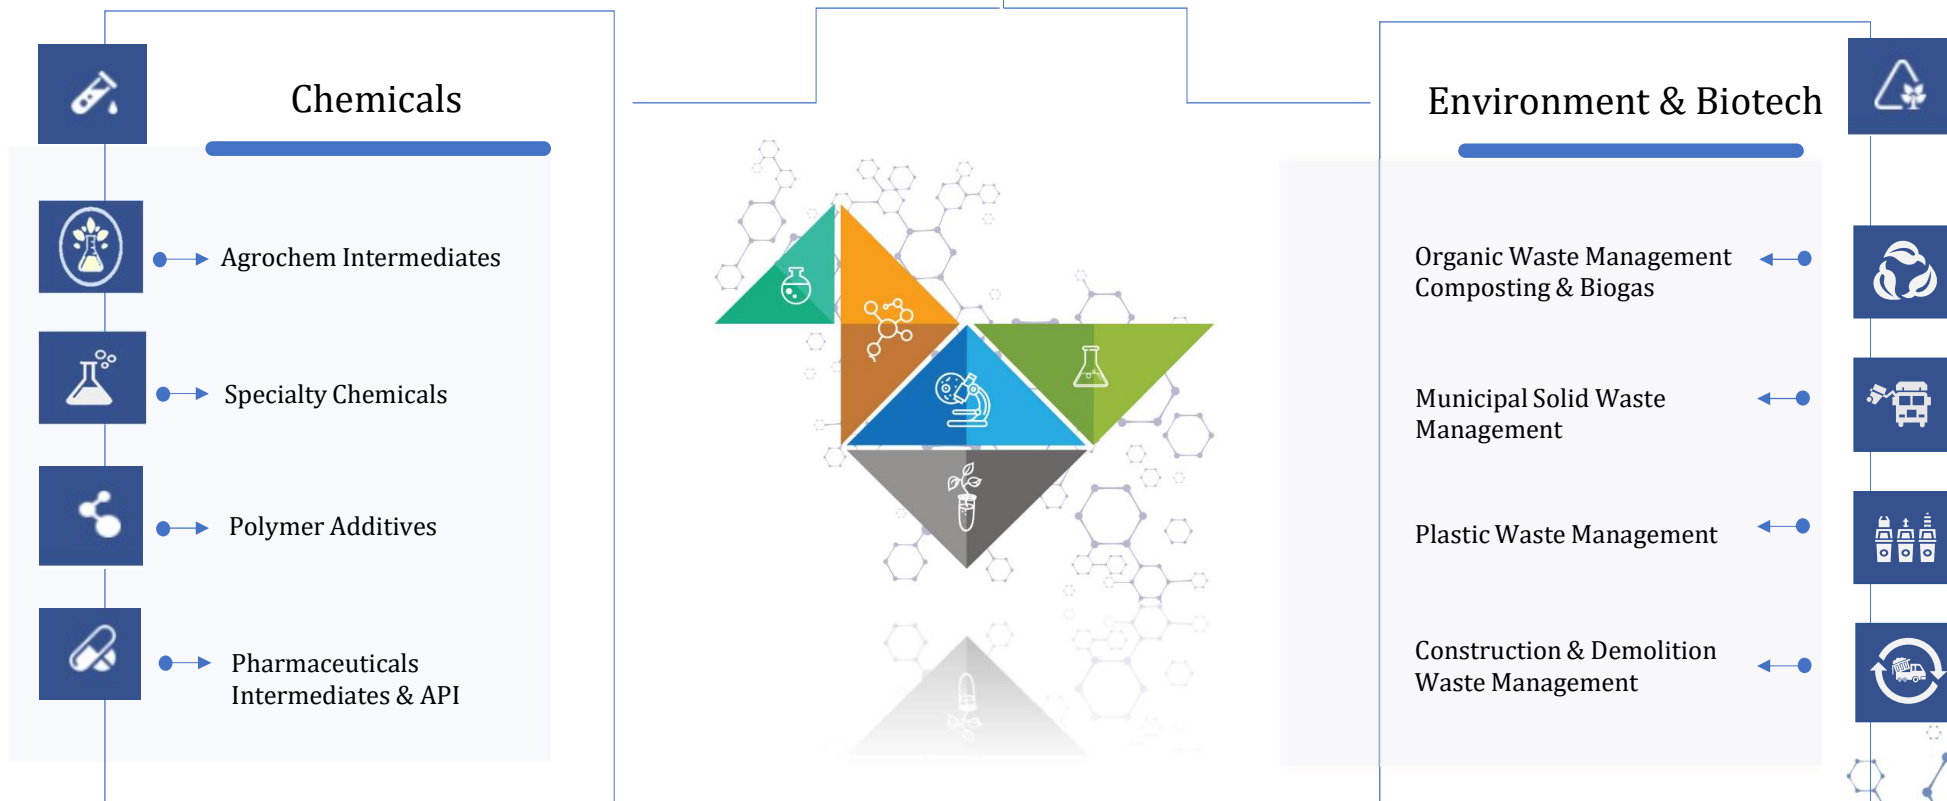 Chemicals
Agrochem Intermediates
Specialty Chemicals
Polymer Additives
Pharmaceuticals
Intermediates & API
Environment & Biotech
Organic Waste Management
Composting & Biogas
Municipal Solid Waste
Management
Plastic Waste Management
Construction & Demolition
Waste Management